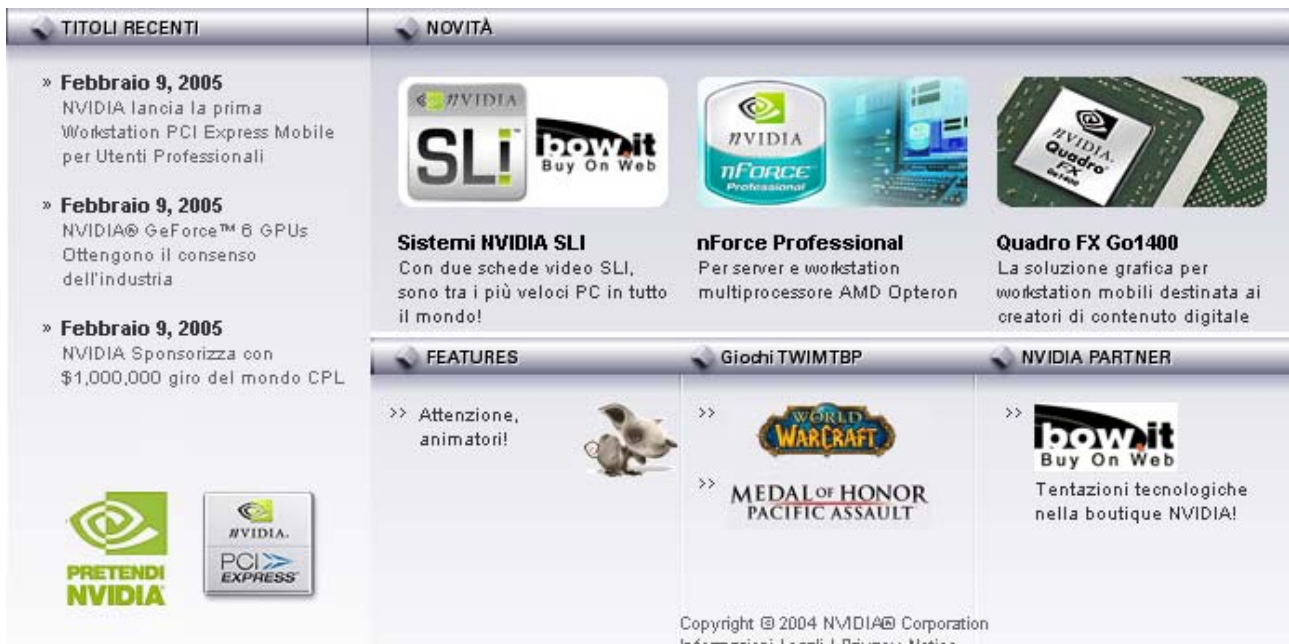 TITOLI RECENTI
» Febbraio 9, 2005
NVIDIA lancia la prima
Workstation PCI Express Mobile
per Utenti Professionali
» Febbraio 9, 2005
NVIDIA® GeForce™ 6 GPUs
Ottengono il consenso
dell'industria
» Febbraio 9, 2005
NVIDIA Sponsorizza con
$1,000,000 giro del mondo CPL
PRETENDI
NVIDIA
NVIDIA.
PCI
EXPRESS
NOVITÀ
NVIDIA
SLI
bow.it
Buy On Web
Sistemi NVIDIA SLI
Con due schede video SLI,
sono tra i più veloci PC in tutto
il mondo!
NVIDIA
nFORCE
Professional
nForce Professional
Per server e workstation
multiprocessore AMD Opteron
NVIDIA.
Quadro
FX
Go1400
Quadro FX Go1400
La soluzione grafica per
workstation mobili destinata ai
creatori di contenuto digitale
FEATURES
>> Attenzione,
animatori!
Giochi TWIMTBP
>> WORLD
WARCRAFT
>> MEDAL OF HONOR
PACIFIC ASSAULT
NVIDIA PARTNER
>> bow.it
Buy On Web
Tentazioni tecnologiche
nella boutique NVIDIA!
Copyright © 2004 NVIDIA® Corporation
Informazioni Legali | Privacy Notice